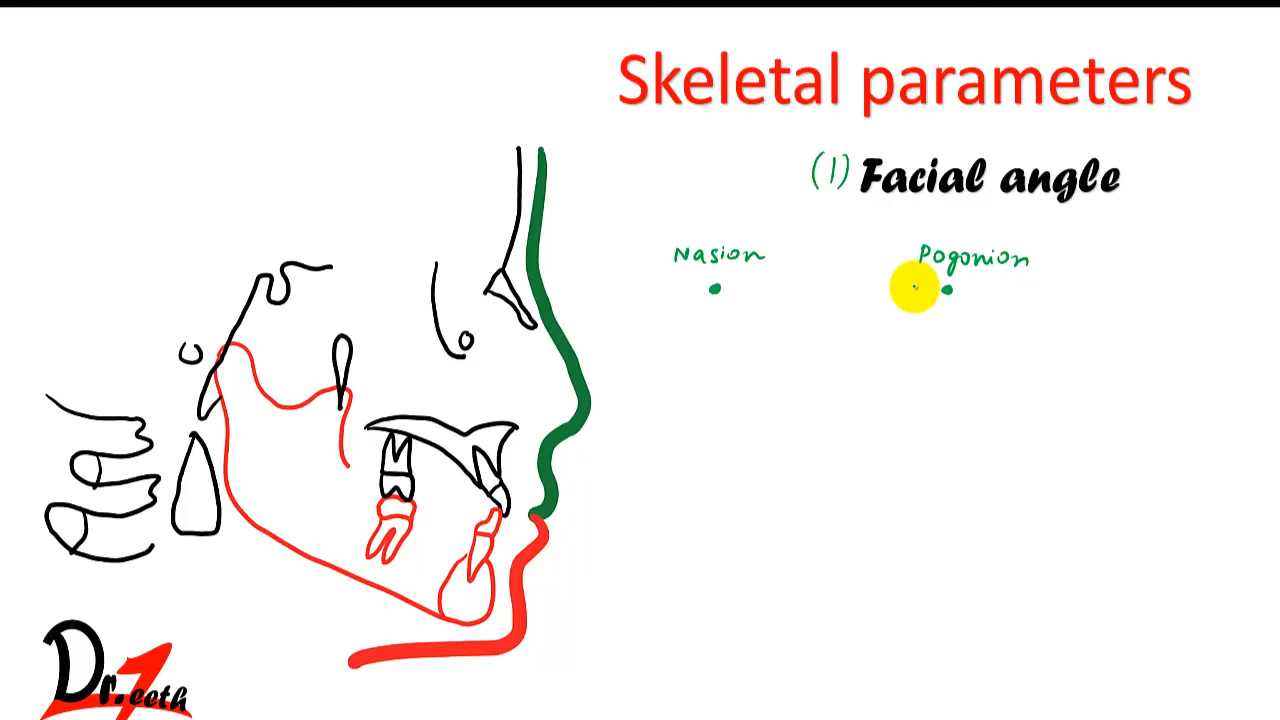 Skeletal parameters
(1) Facial angle
Nasion Pogonion
Dr.Teeth